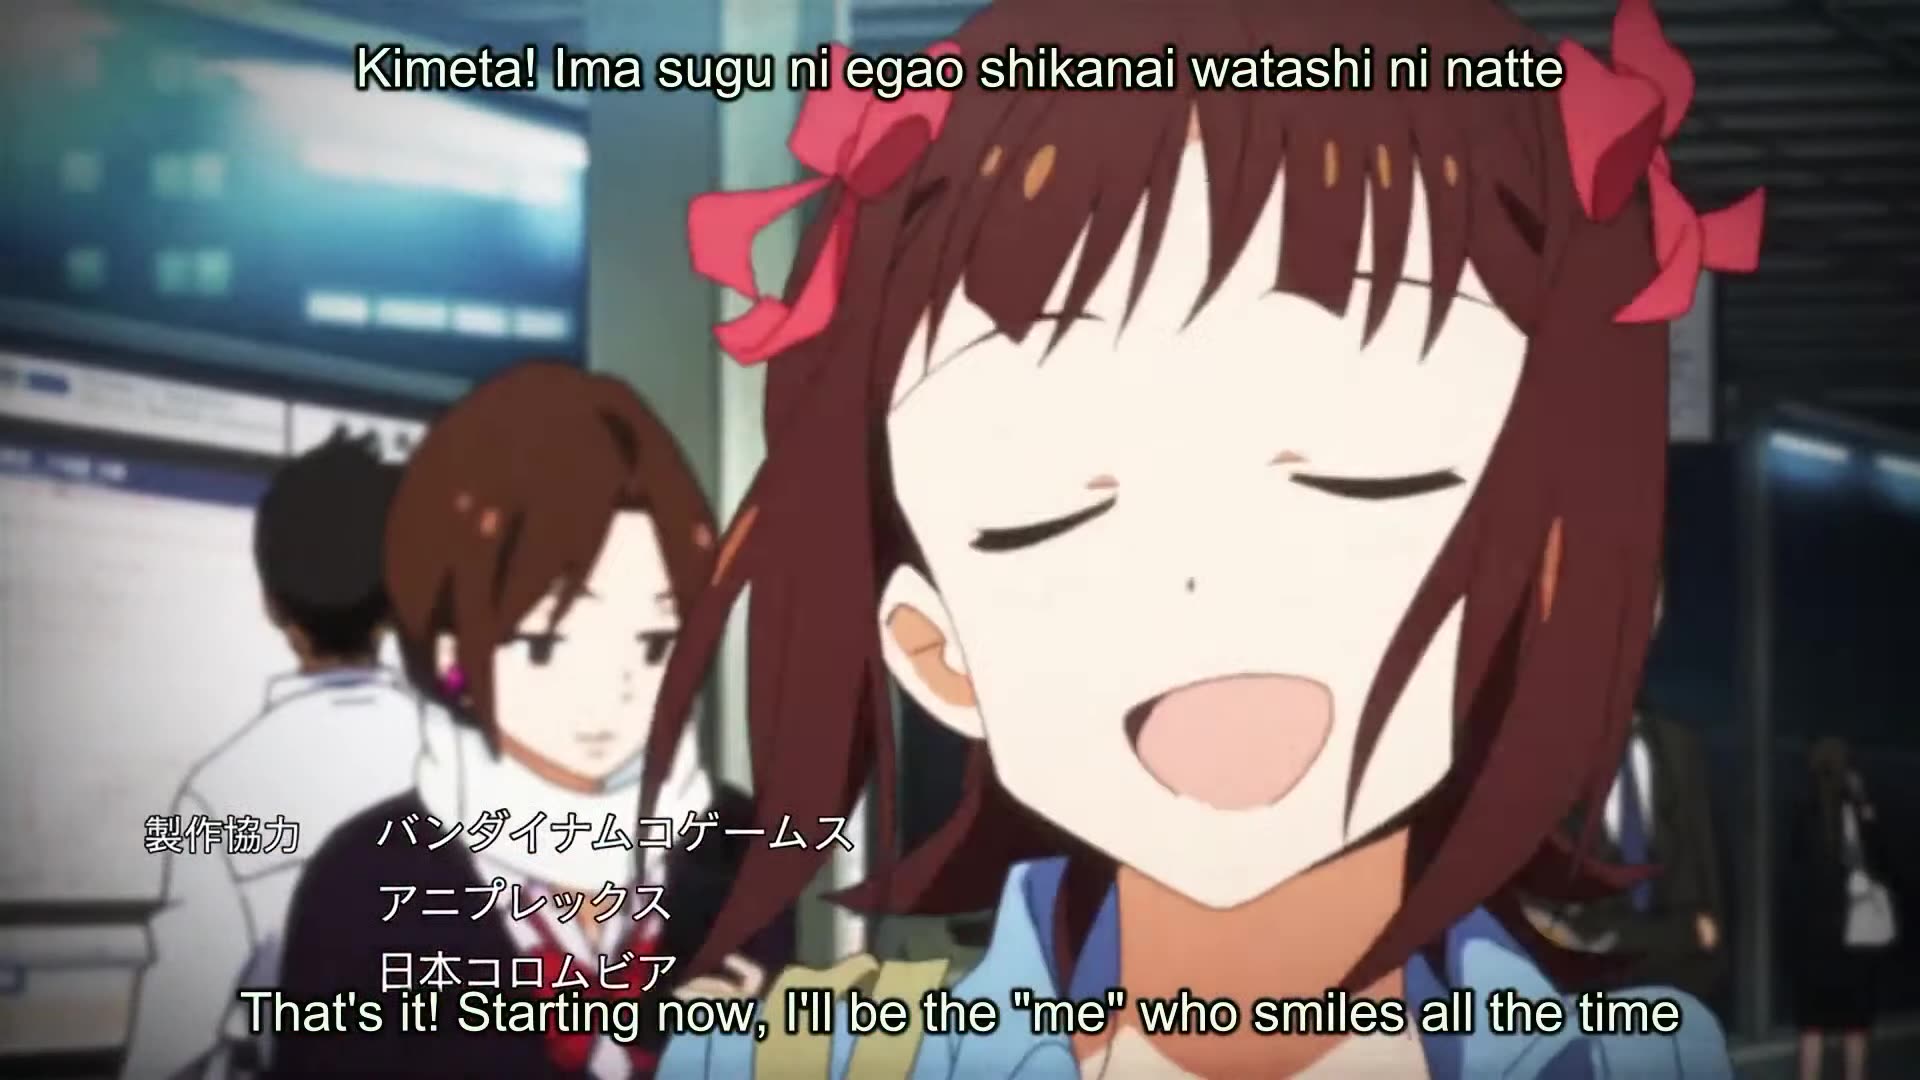 Kimeta! Ima sugu ni egao shikanai watashi ni natte
製作協力 バンダイナムコゲームス
アニプレックス
日本コロムビア
That's it! Starting now, I'll be the "me" who smiles all the time